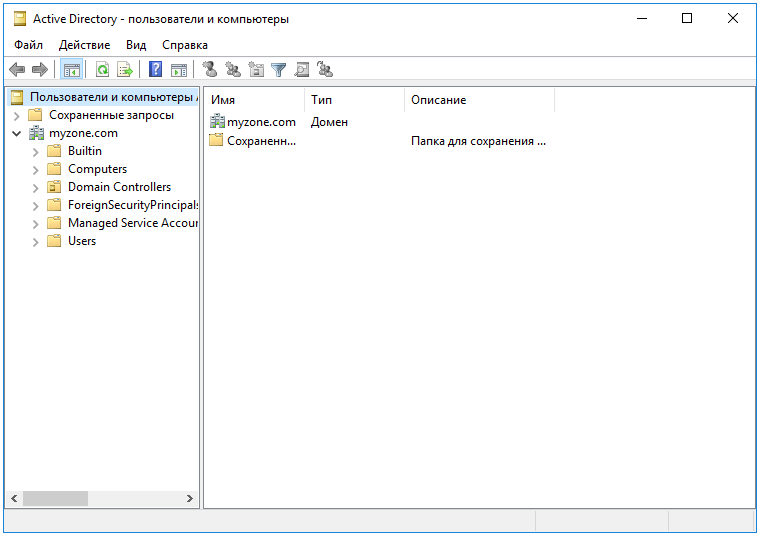 Active Directory - пользователи и компьютеры
Файл Действие Вид Справка
Пользователи и компьютеры
Сохраненные запросы
myzone.com
Builtin
Computers
Domain Controllers
ForeignSecurityPrincipals
Managed Service Accour
Users
Имя Тип Описание
myzone.com Домен
Сохраненн... Папка для сохранения ...